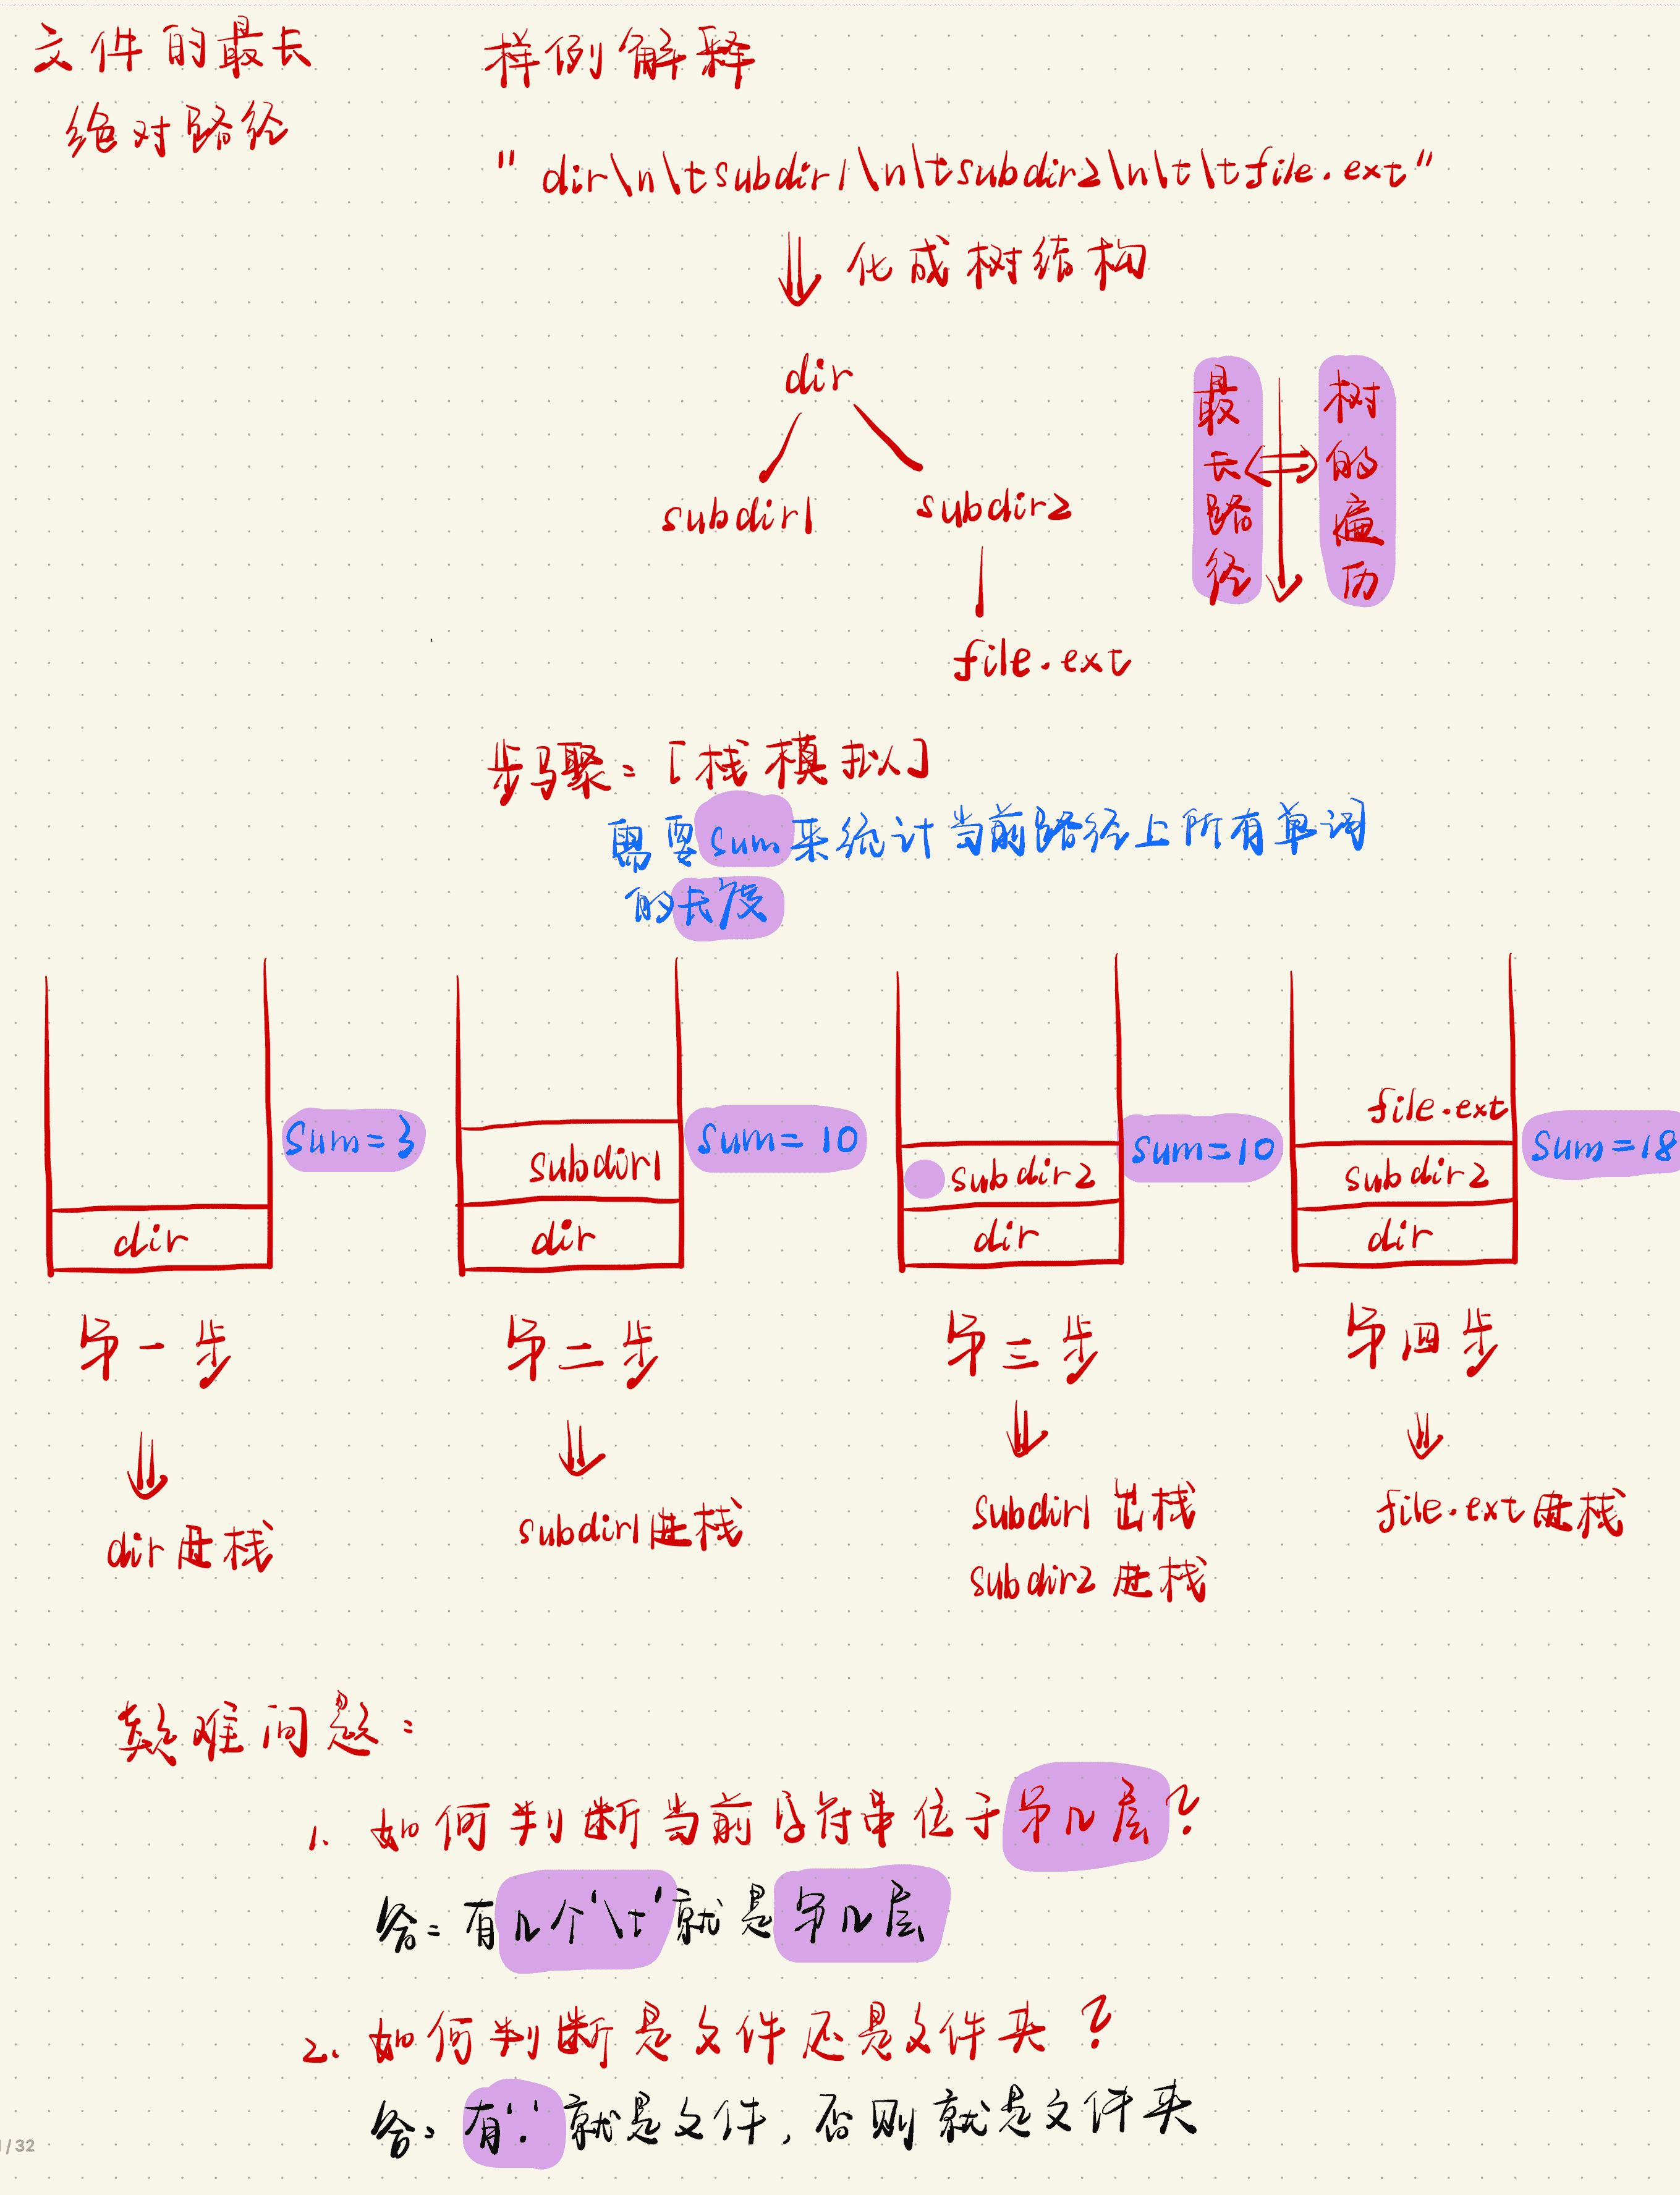 文件的最长
绝对路径
样例解释
"dir\n\tsubdir1\n\tsubdir2\n\t\tfile.ext"
化成树结构
dir
subdir1
subdir2
file.ext
最长路径
树的遍历
步骤：[栈模拟]
需要sum来统计当前路径上所有单词
的长度
dir
Sum=3
subdir1
dir
Sum=10
subdir2
dir
Sum=10
file.ext
subdir2
dir
Sum=18
第一步
第二步
第三步
第四步
dir进栈
subdir1进栈
subdir1出栈
subdir2进栈
file.ext进栈
疑难问题：
1. 如何判断当前字符串位于第几层？
答：有几个'\t'就是第几层
2. 如何判断是文件还是文件夹？
答：有'.'就是文件，否则就是文件夹
/32